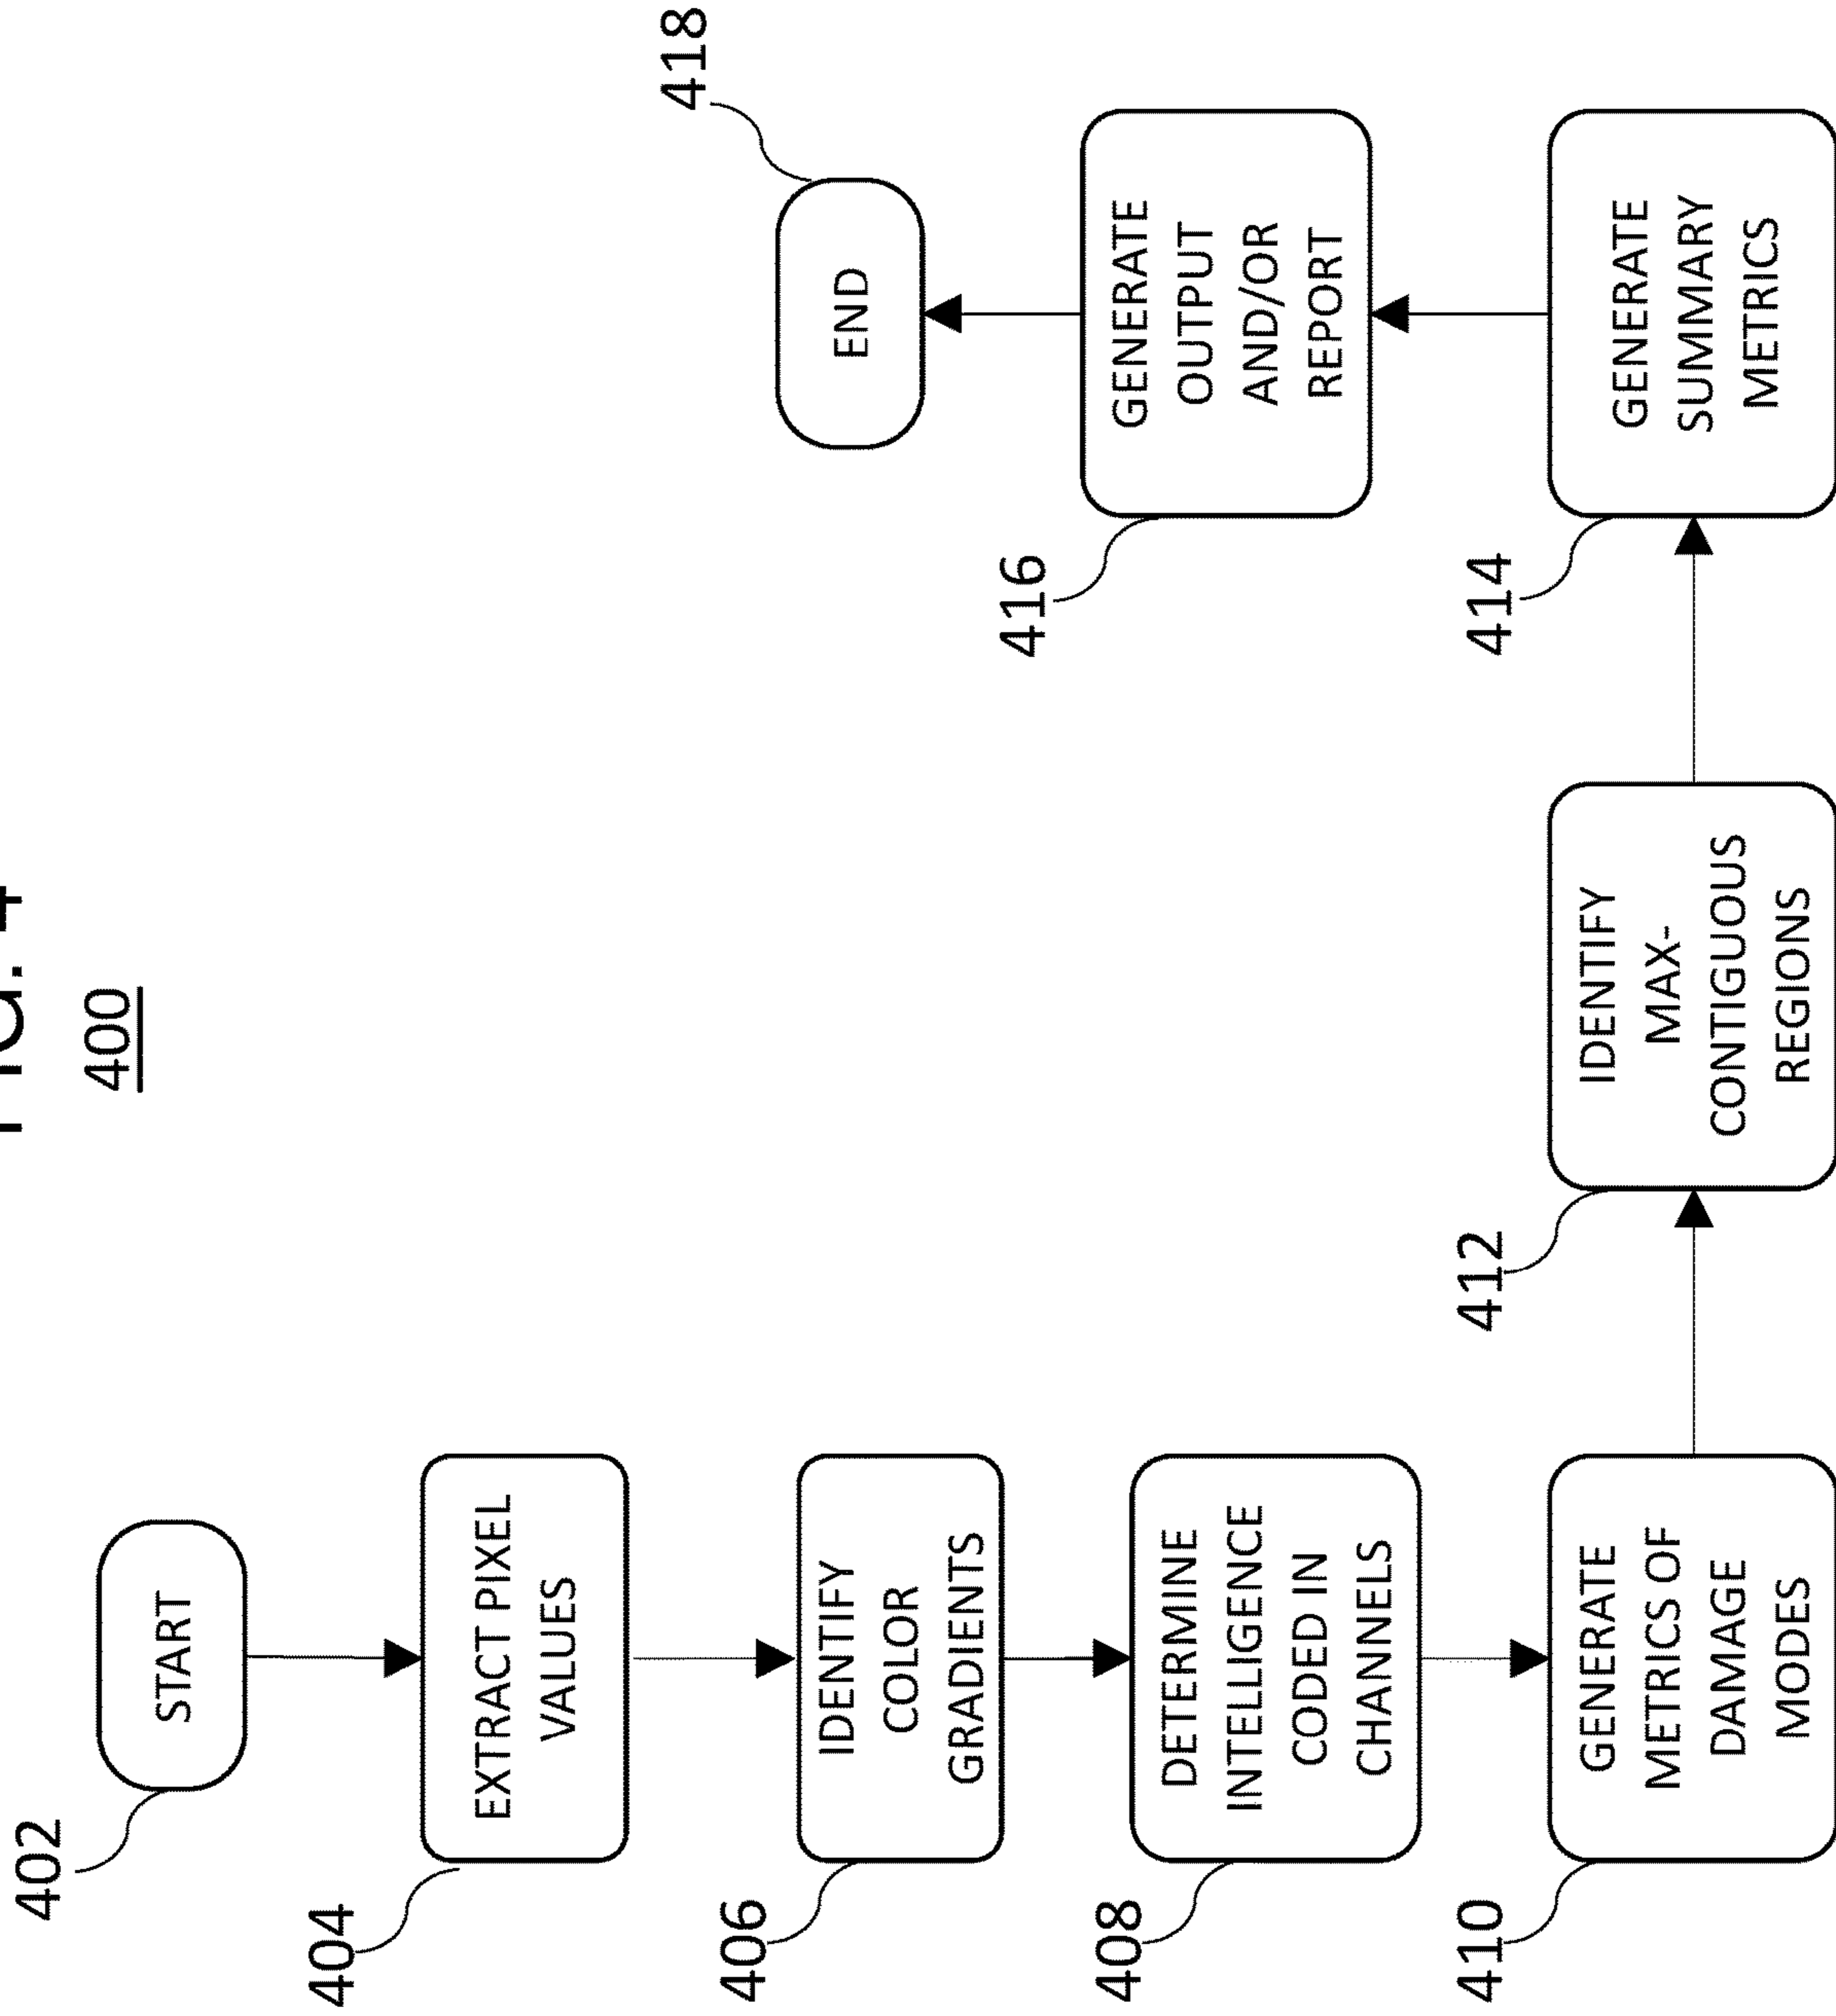 FIG. 4
400
402
START
404
EXTRACT PIXEL
VALUES
406
IDENTIFY
COLOR
GRADIENTS
408
DETERMINE
INTELLIGENCE
CODED IN
CHANNELS
410
GENERATE
METRICS OF
DAMAGE
MODES
412
IDENTIFY
MAX-
CONTIGUOUS
REGIONS
414
GENERATE
SUMMARY
METRICS
416
GENERATE
OUTPUT
AND/OR
REPORT
418
END